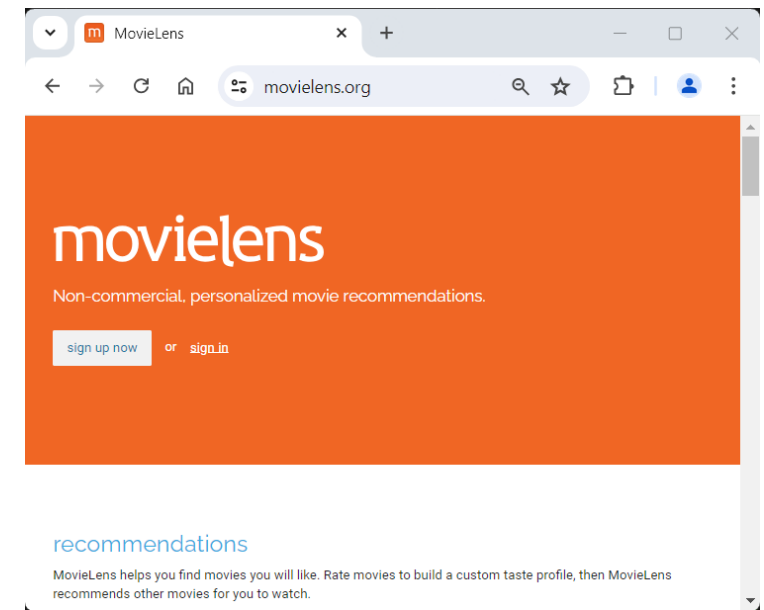 MovieLens
movielens.org
movielens
Non-commercial, personalized movie recommendations.
sign up now or sign in
recommendations
MovieLens helps you find movies you will like. Rate movies to build a custom taste profile, then MovieLens
recommends other movies for you to watch.